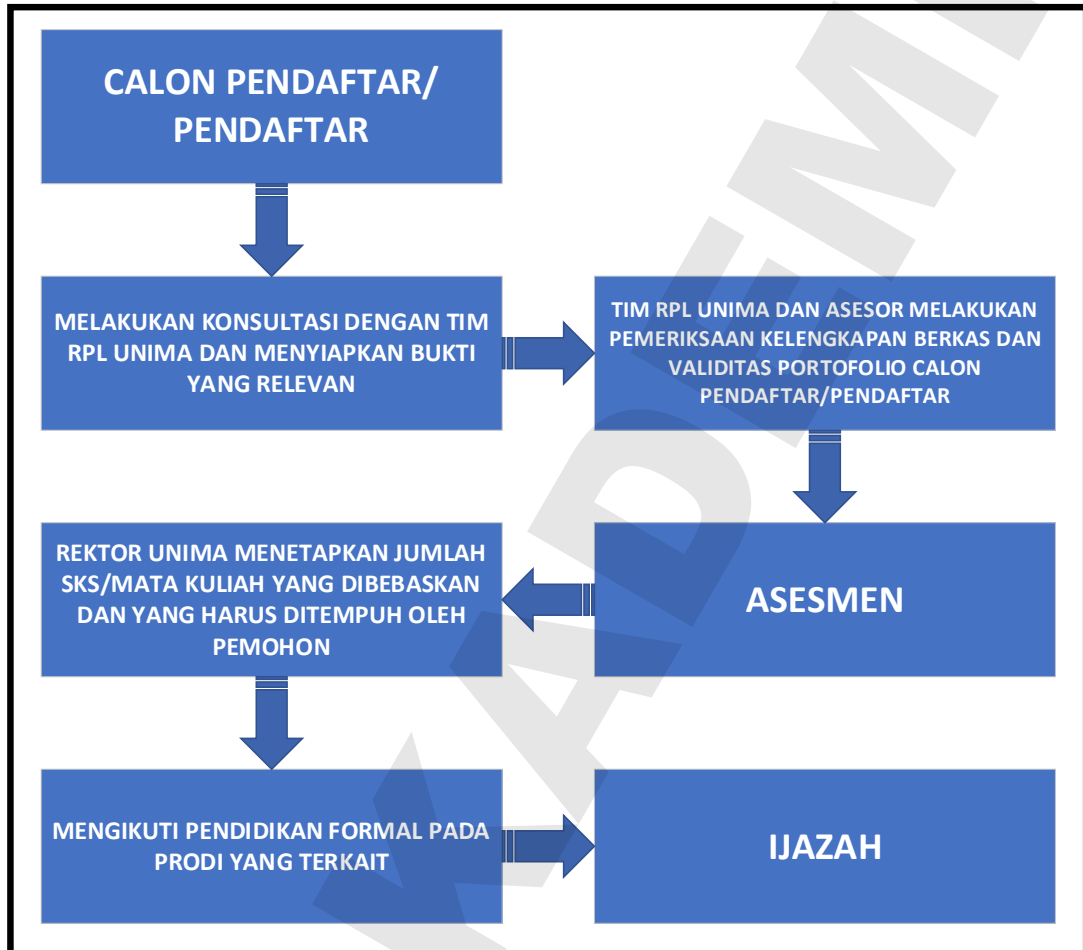 CALON PENDAFTAR/
PENDAFTAR
MELAKUKAN KONSULTASI DENGAN TIM
RPL UNIMA DAN MENYIAPKAN BUKTI
YANG RELEVAN
TIM RPL UNIMA DAN ASESOR MELAKUKAN
PEMERIKSAAN KELENGKAPAN BERKAS DAN
VALIDITAS PORTOFOLIO CALON
PENDAFTAR/PENDAFTAR
ASESMEN
REKTOR UNIMA MENETAPKAN JUMLAH
SKS/MATA KULIAH YANG DIBEBASKAN
DAN YANG HARUS DITEMPUH OLEH
PEMOHON
MENGIKUTI PENDIDIKAN FORMAL PADA
PRODI YANG TERKAIT
IJAZAH
KADEMI